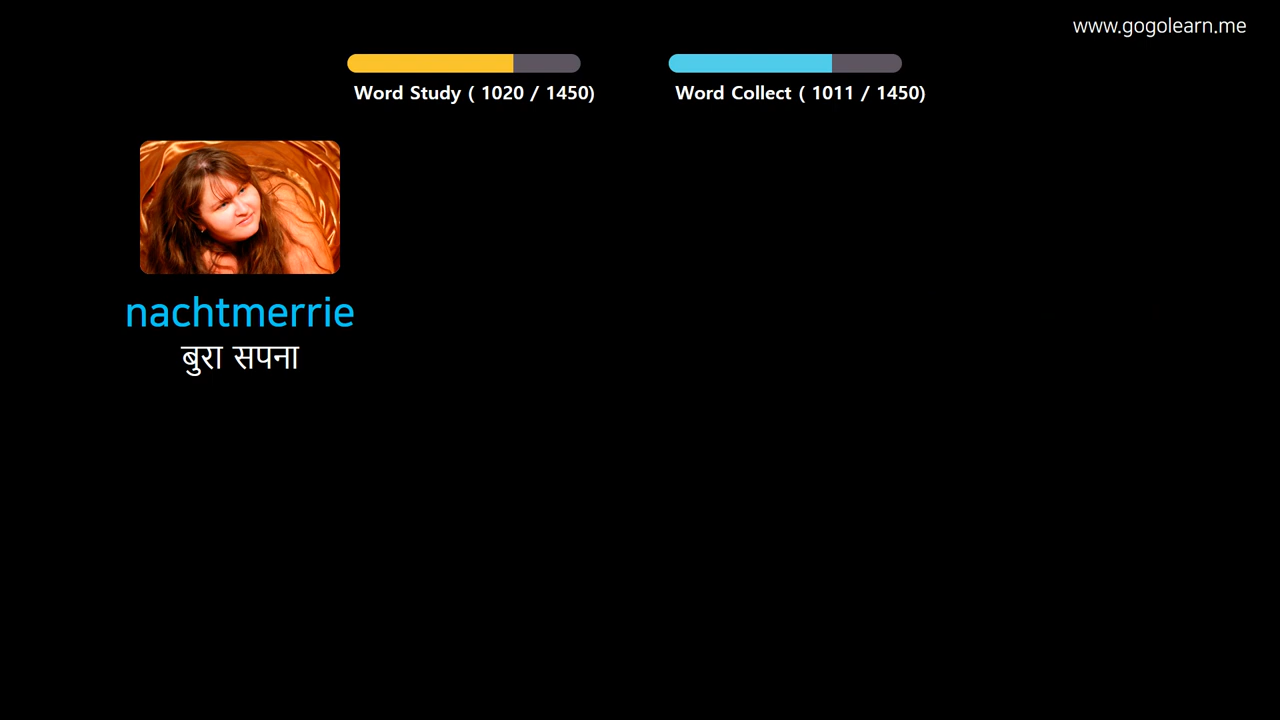 www.gogolearn.me
Word Study ( 1020 / 1450)
Word Collect ( 1011 / 1450)
nachtmerrie
बुरा सपना